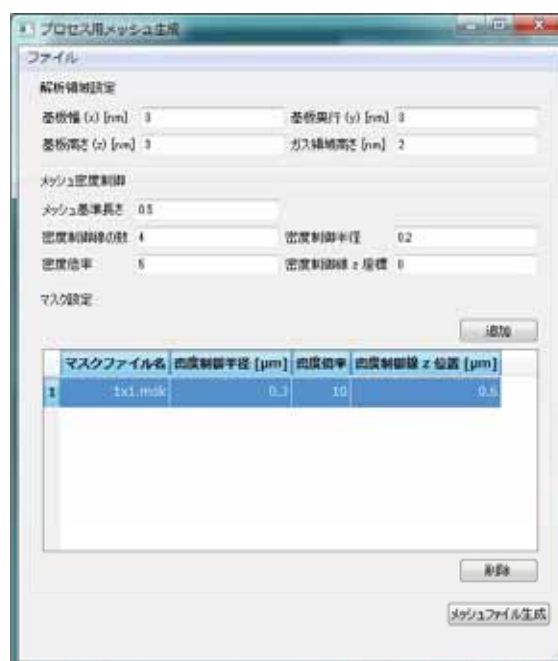 プロセス用メッシュ生成
ファイル
解析領域設定
基板幅 (x) [nm] 3 基板奥行 (y) [nm] 3
基板高さ (z) [nm] 3 ガス領域高さ [nm] 2
メッシュ密度制御
メッシュ基準長さ 0.5
密度制御線の数 4 密度制御半径 0.2
密度倍率 5 密度制御線 z 座標 0
マスク設定
追加
マスクファイル名 密度制御半径 [μm] 密度倍率 密度制御線 z 位置 [μm]
1 1x1.msk 0.3 10 0.6
削除
メッシュファイル生成